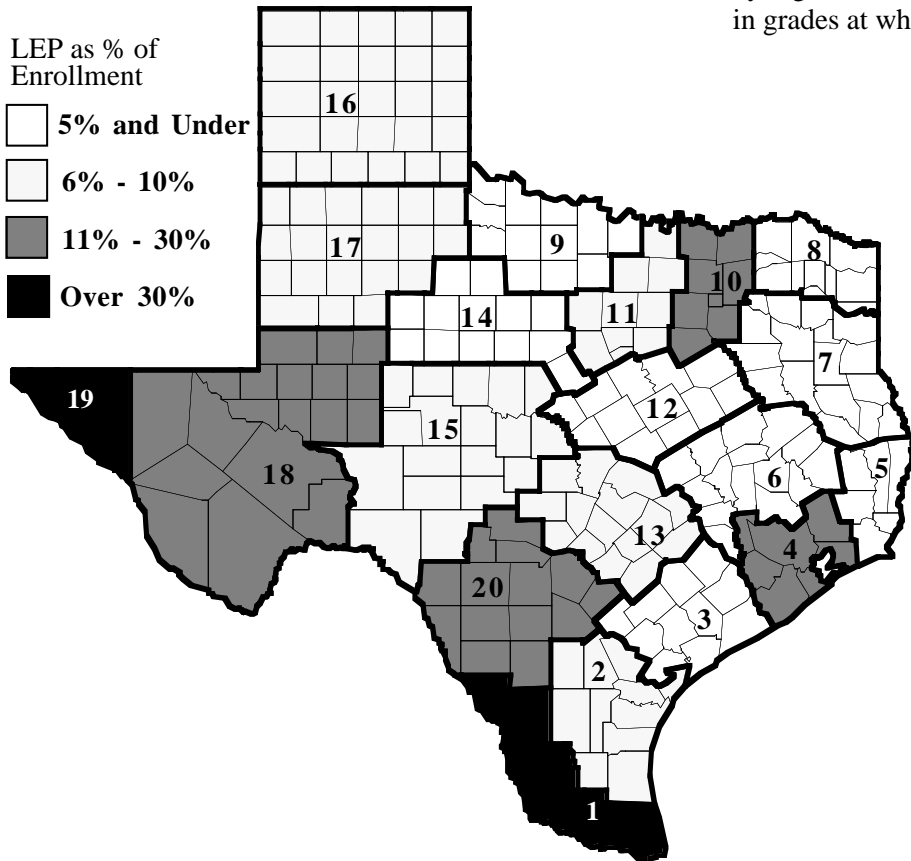 in grades at wh
LEP as % of
Enrollment
5% and Under
6% - 10%
11% - 30%
Over 30%
16
17
9
8
10
14
11
7
19
12
15
18
6
5
13
4
20
3
2
1